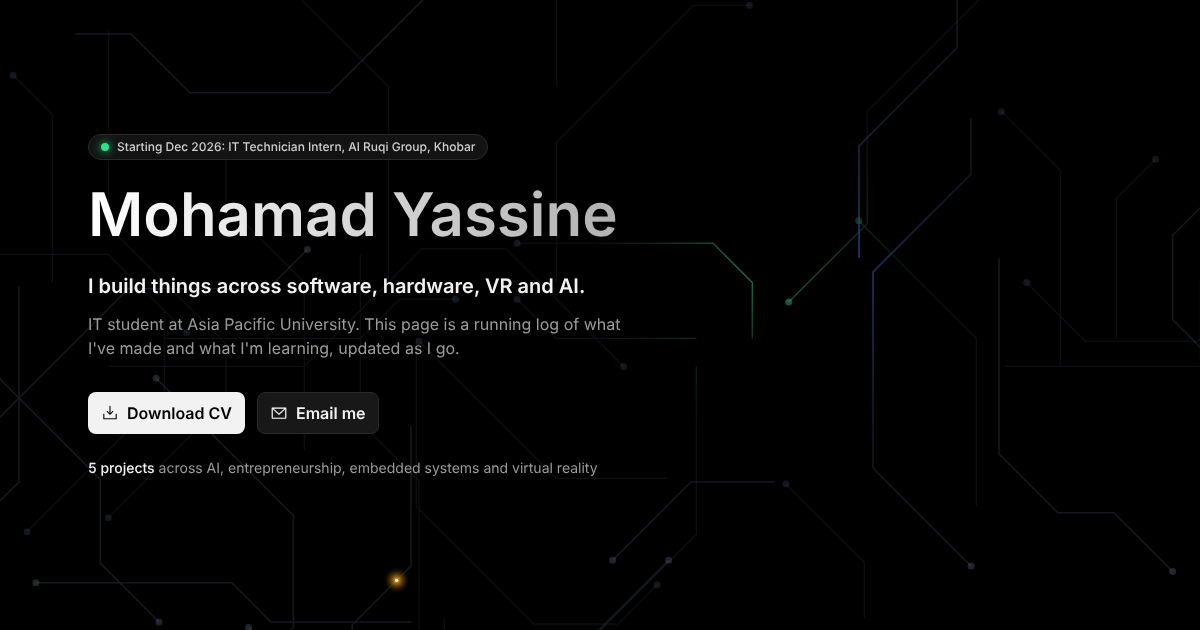 Starting Dec 2026: IT Technician Intern, Al Ruqi Group, Khobar
Mohamad Yassine
I build things across software, hardware, VR and AI.
IT student at Asia Pacific University. This page is a running log of what
I've made and what I'm learning, updated as I go.
Download CV
Email me
5 projects across AI, entrepreneurship, embedded systems and virtual reality